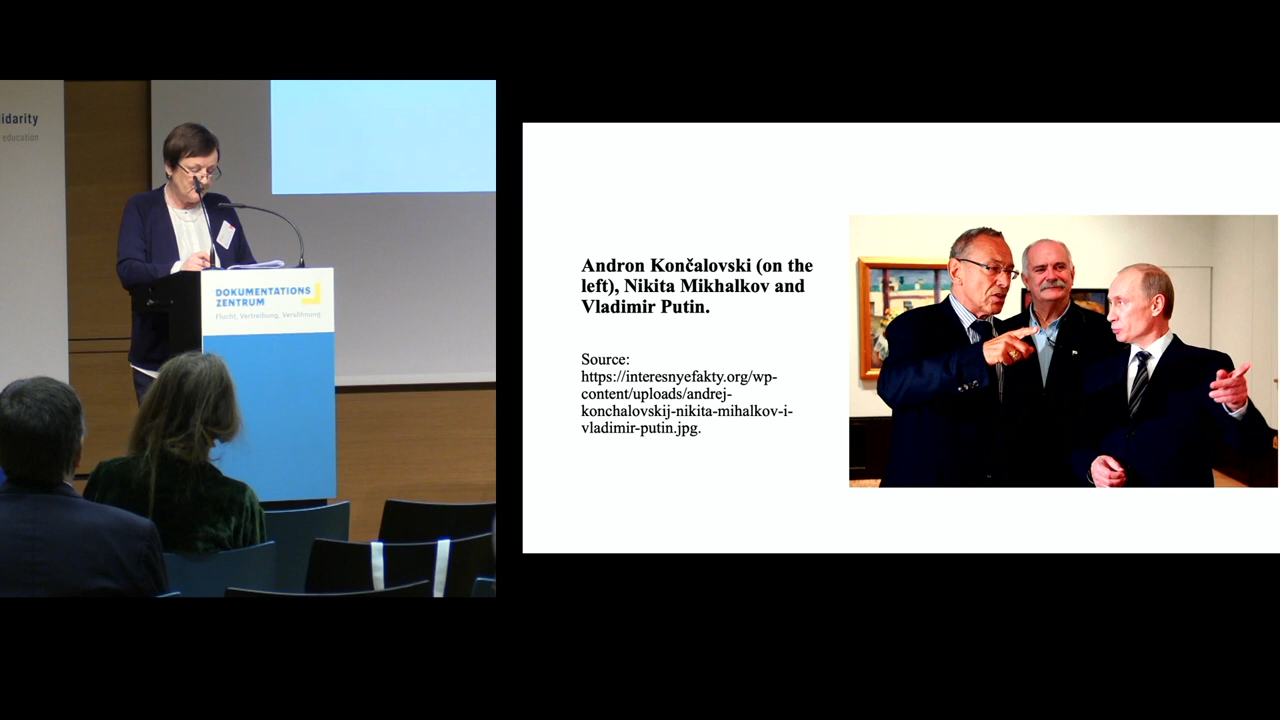 idarity
education
DOKUMENTATIONS
ZENTRUM
Flucht, Vertreibung, Versöhnung
Andron Končalovski (on the
left), Nikita Mikhalkov and
Vladimir Putin.
Source:
https://interesnyefakty.org/wp-
content/uploads/andrej-
konchalovskij-nikita-mihalkov-i-
vladimir-putin.jpg.